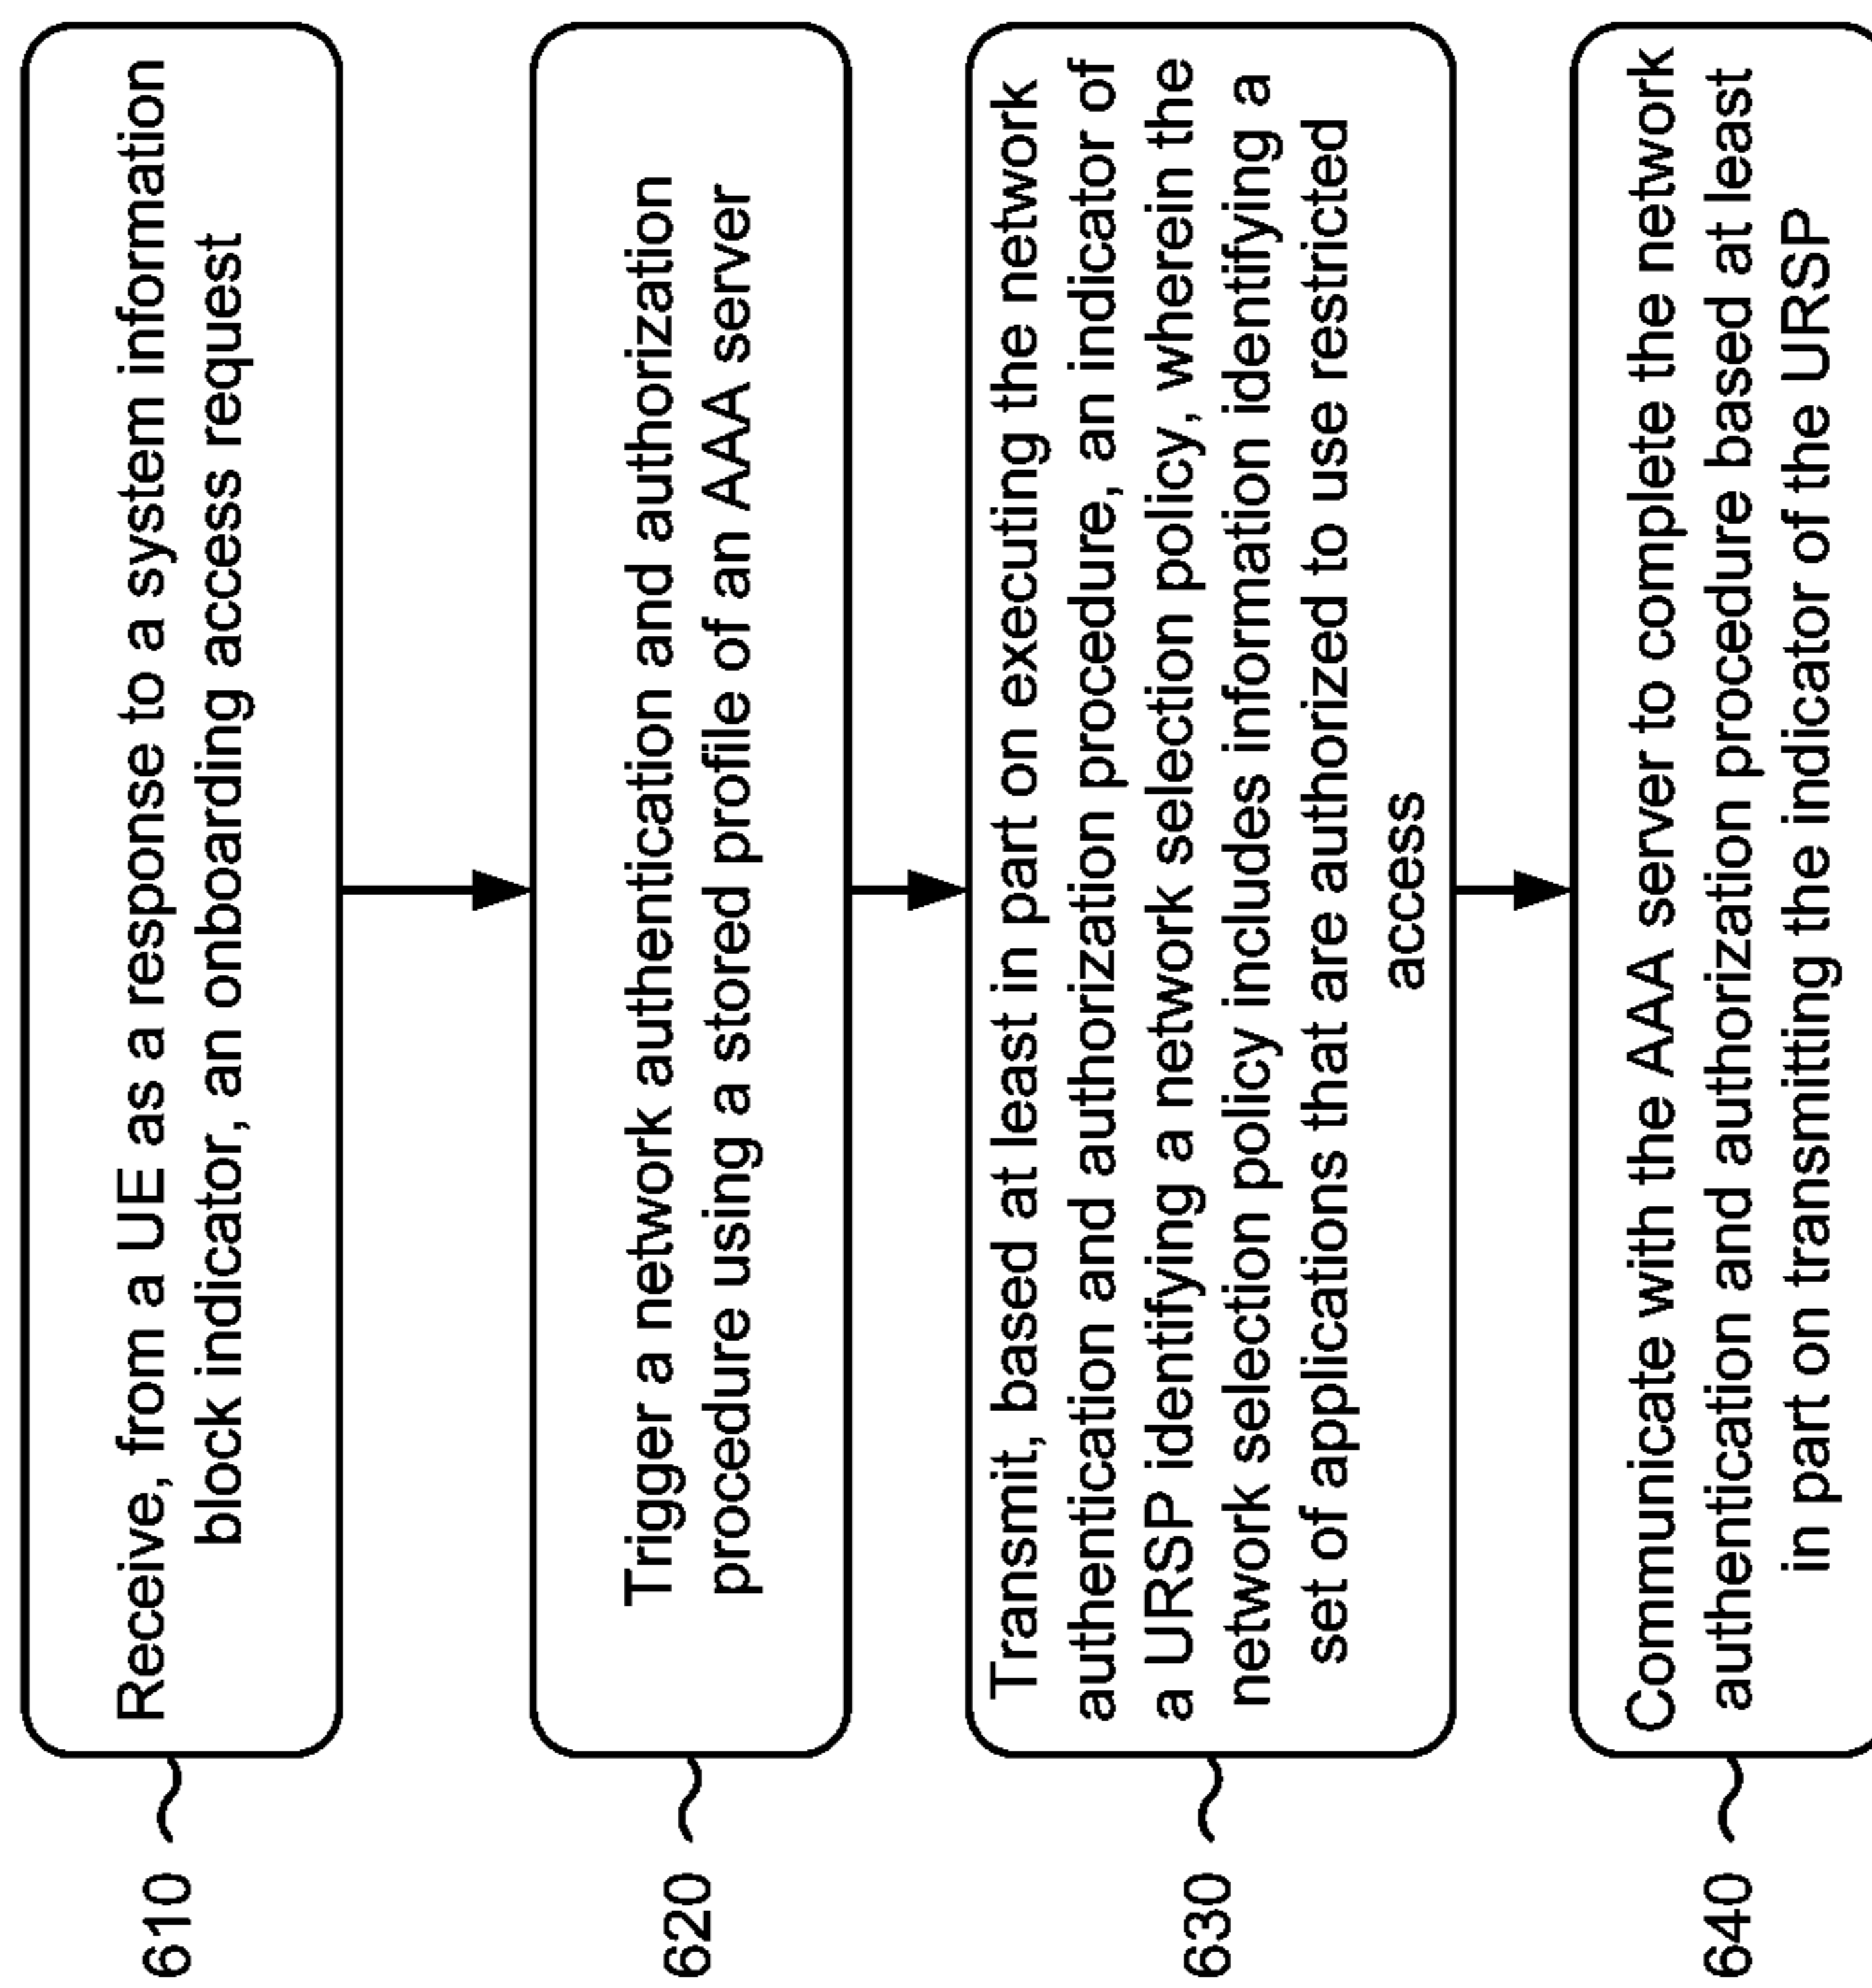 610
Receive, from a UE as a response to a system information
block indicator, an onboarding access request
620
Trigger a network authentication and authorization
procedure using a stored profile of an AAA server
630
Transmit, based at least in part on executing the network
authentication and authorization procedure, an indicator of
a URSP identifying a network selection policy, wherein the
network selection policy includes information identifying a
set of applications that are authorized to use restricted
access
640
Communicate with the AAA server to complete the network
authentication and authorization procedure based at least
in part on transmitting the indicator of the URSP